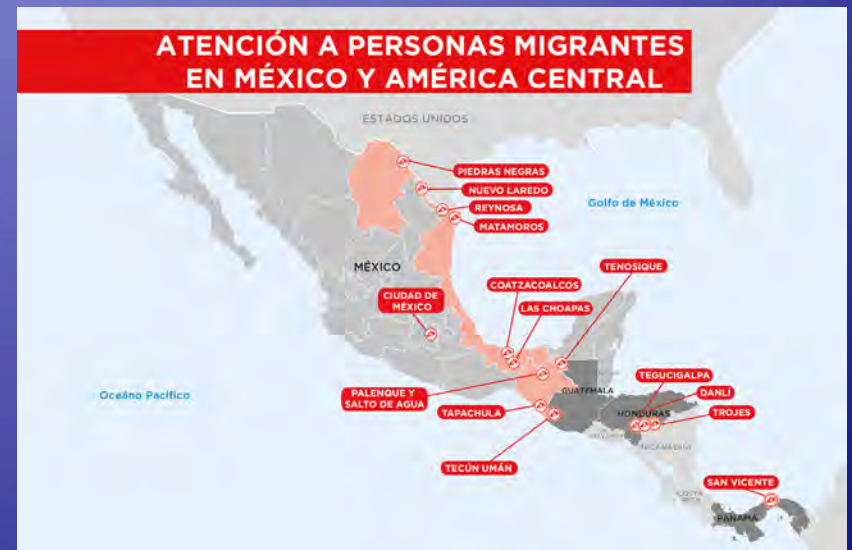 ATENCIÓN A PERSONAS MIGRANTES
EN MÉXICO Y AMÉRICA CENTRAL
ESTADOS UNIDOS
PIEDRAS NEGRAS
NUEVO LAREDO
REYNOSA
MATAMOROS
Golfo de México
MÉXICO
TENOSIQUE
COATZACOALCOS
LAS CHOAPAS
CIUDAD DE
MÉXICO
Océano Pacífico
PALENQUE Y
SALTO DE AGUA
TAPACHULA
TECÚN UMÁN
GUATEMALA
TEGUCIGALPA
DANLÍ
HONDURAS
TROJES
NICARAGUA
SAN VICENTE
COSTA
RICA
PANAMÁ